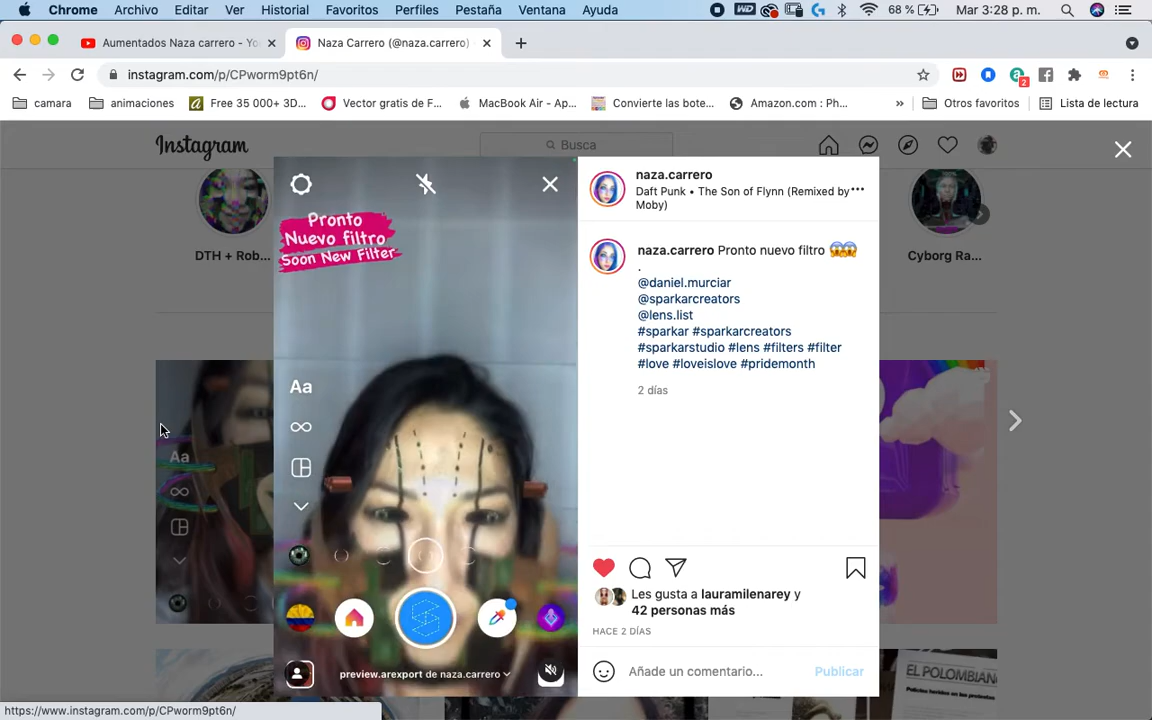 Chrome Archivo Editar Ver Historial Favoritos Perfiles Pestaña Ventana Ayuda WD 68 % Mar 3:28 p. m.
Aumentados Naza carrero - Yo
Naza Carrero (@naza.carrero)
instagram.com/p/CPworm9pt6n/
2
camara animaciones Free 35 000+ 3D... Vector gratis de F... MacBook Air - Ap... Convierte las bote... Amazon.com : Ph... » Otros favoritos Lista de lectura
Instagram
Busca
DTH + Rob...
Cyborg Ra...
Pronto
Nuevo filtro
Soon New Filter
Aa
Aa
preview.arexport de naza.carrero
naza.carrero
Daft Punk • The Son of Flynn (Remixed by
Moby)
naza.carrero Pronto nuevo filtro 😱😱
.
@daniel.murciar
@sparkarcreators
@lens.list
#sparkar #sparkarcreators
#sparkarstudio #lens #filters #filter
#love #loveislove #pridemonth
2 días
Les gusta a lauramilenarey y
42 personas más
HACE 2 DÍAS
Añade un comentario... Publicar
EL POLOMBIANO
https://www.instagram.com/p/CPworm9pt6n/